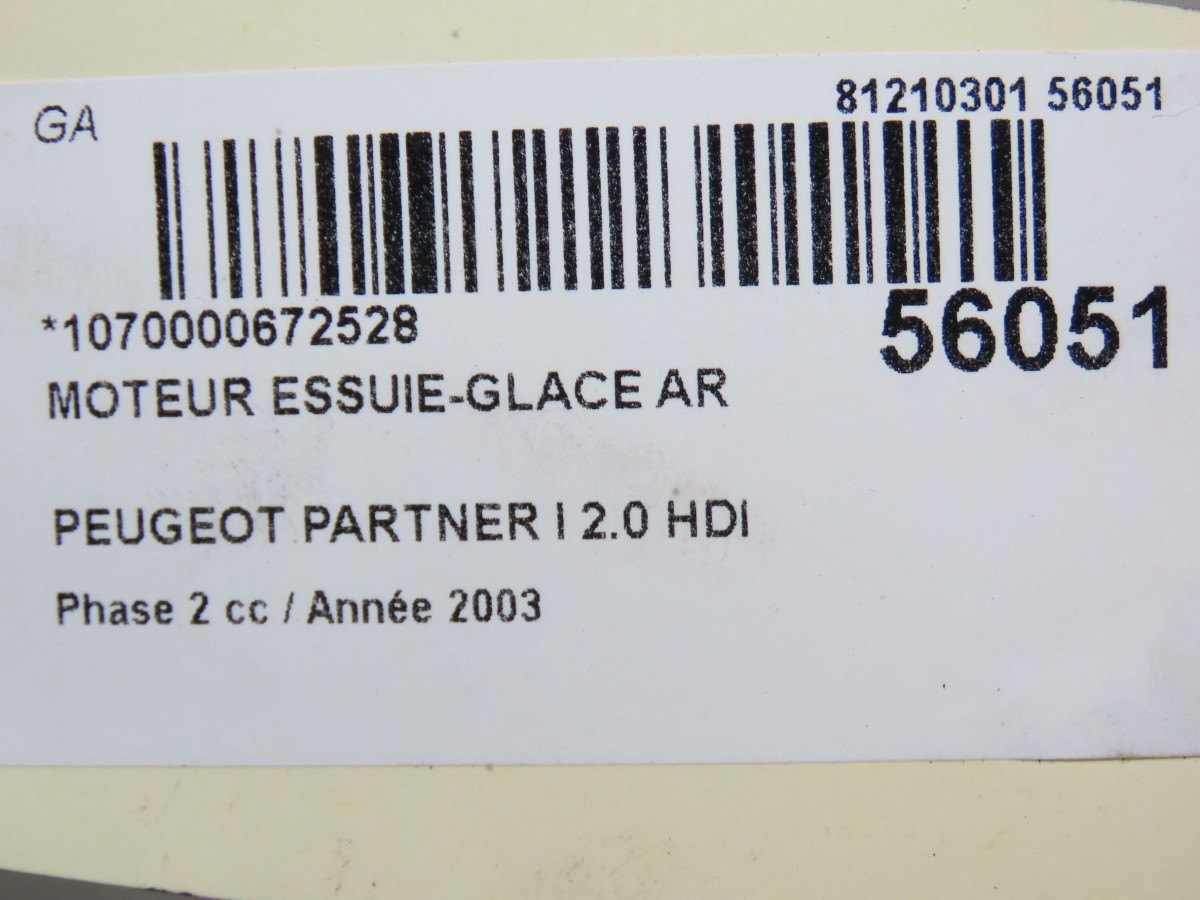 GA
81210301 56051
*1070000672528
56051
MOTEUR ESSUIE-GLACE AR
PEUGEOT PARTNER I 2.0 HDI
Phase 2 cc / Année 2003